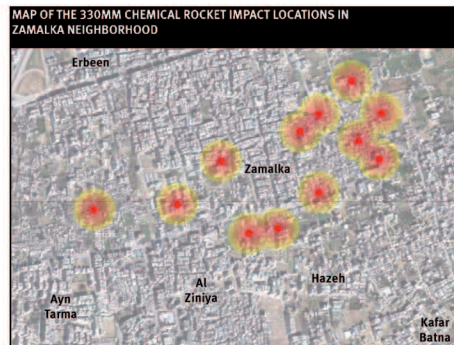 MAP OF THE 330MM CHEMICAL ROCKET IMPACT LOCATIONS IN
ZAMALKA NEIGHBORHOOD
Erbeen
Zamalka
Al
Ziniya
Hazeh
Ayn
Tarma
Kafar
Batna